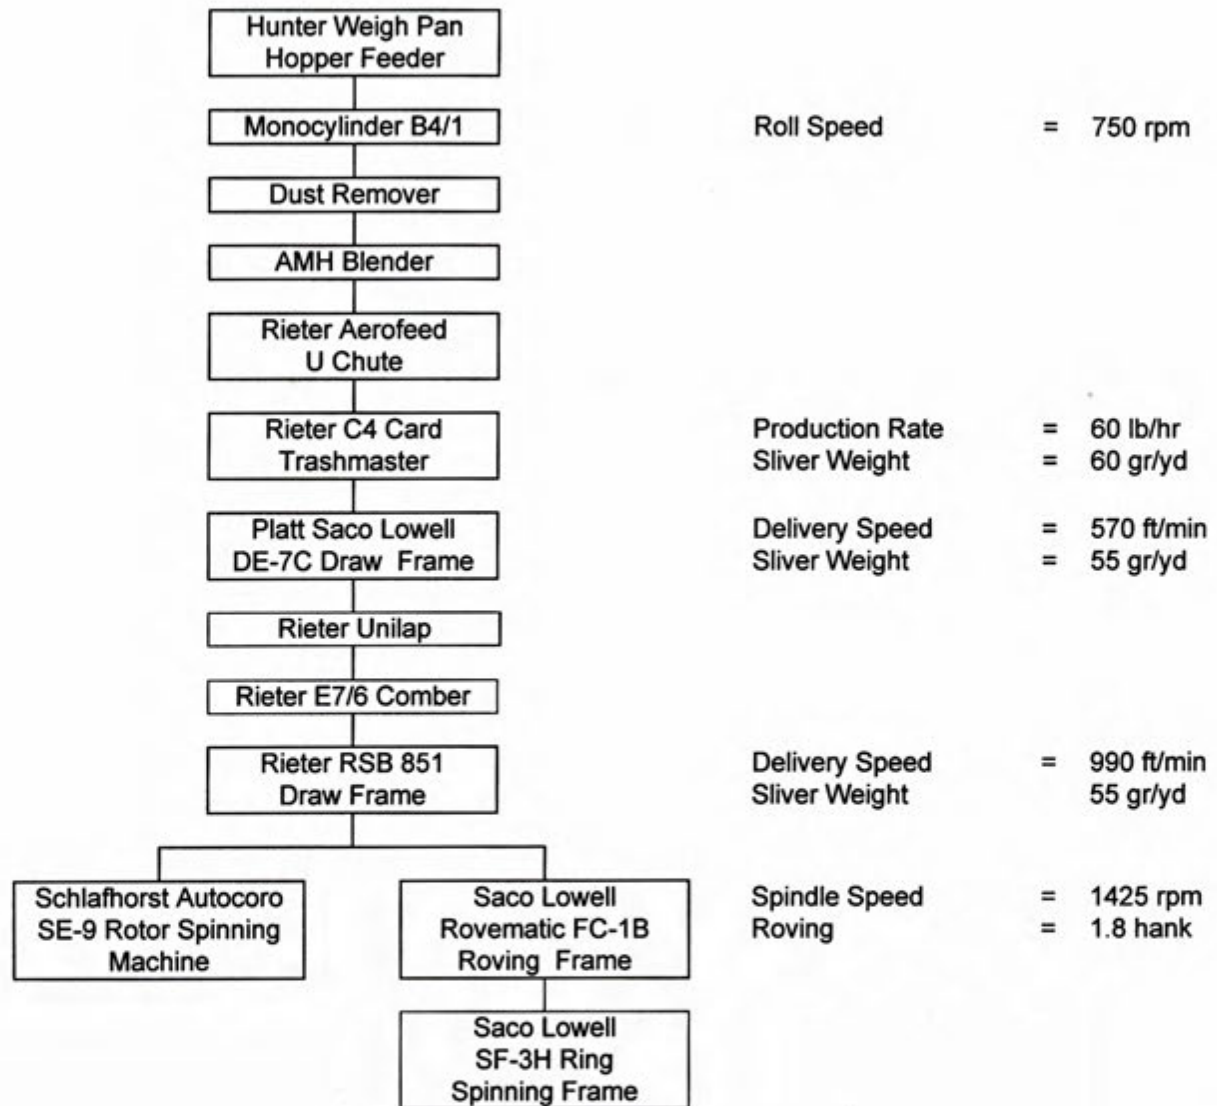 Hunter Weigh Pan
Hopper Feeder
Monocylinder B4/1
Roll Speed = 750 rpm
Dust Remover
AMH Blender
Rieter Aerofeed
U Chute
Rieter C4 Card
Trashmaster
Production Rate = 60 lb/hr
Sliver Weight = 60 gr/yd
Platt Saco Lowell
DE-7C Draw Frame
Delivery Speed = 570 ft/min
Sliver Weight = 55 gr/yd
Rieter Unilap
Rieter E7/6 Comber
Rieter RSB 851
Draw Frame
Delivery Speed = 990 ft/min
Sliver Weight 55 gr/yd
Schlafhorst Autocoro
SE-9 Rotor Spinning
Machine
Saco Lowell
Rovematic FC-1B
Roving Frame
Spindle Speed = 1425 rpm
Roving = 1.8 hank
Saco Lowell
SF-3H Ring
Spinning Frame